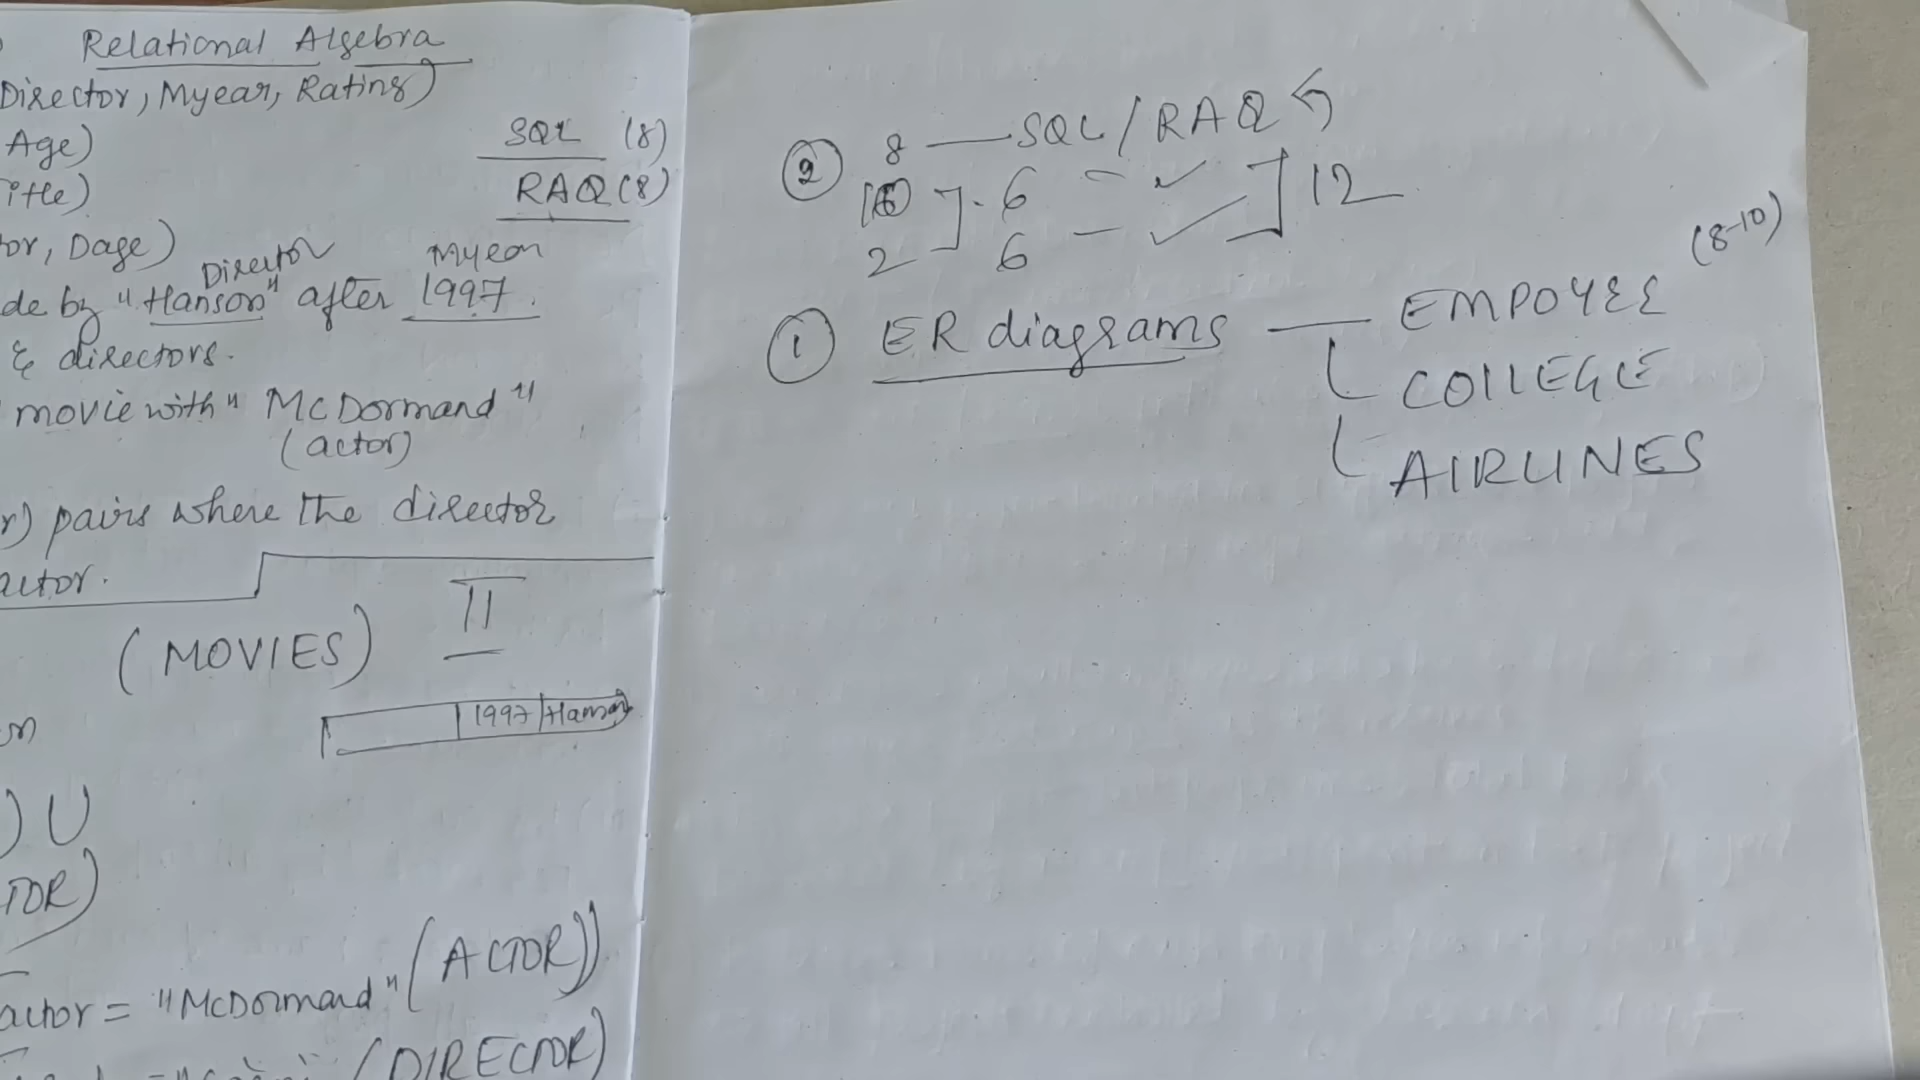 Relational Algebra
Director, Myear, Rating)
Age)
SQL (8)
itle)
RAQ (8)
or, Dage)
Director Myear
de by "Hanson" after 1997.
& directors.
movie with "McDormand"
(actor)
r) pairs where the director
actor.
(MOVIES) II
1997 Hanson
) U
TOR)
(ACTOR))
actor = "McDormand"
(DIRECTOR)
2 8 — SQL / RAQ
6 - ✓
12
2 6 - ✓
(8-10)
1 ER diagrams — EMPOYEE
COllEGE
AIRLINES